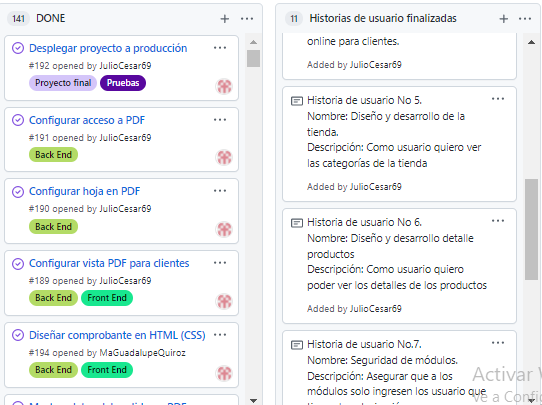 141 DONE
Desplegar proyecto a producción
#192 opened by JulioCesar69
Proyecto final Pruebas
Configurar acceso a PDF
#191 opened by JulioCesar69
Back End
Configurar hoja en PDF
#190 opened by JulioCesar69
Back End
Configurar vista PDF para clientes
#189 opened by JulioCesar69
Back End Front End
Diseñar comprobante en HTML (CSS)
#194 opened by MaGuadalupeQuiroz
Back End Front End
11 Historias de usuario finalizadas
online para clientes.
Added by JulioCesar69
Historia de usuario No 5.
Nombre: Diseño y desarrollo de la
tienda.
Descripción: Como usuario quiero ver
las categorías de la tienda
Added by JulioCesar69
Historia de usuario No 6.
Nombre: Diseño y desarrollo detalle
productos
Descripción: Como usuario quiero
poder ver los detalles de los productos
Added by JulioCesar69
Historia de usuario No.7.
Nombre: Seguridad de módulos.
Descripción: Asegurar que a los
módulos solo ingresen los usuario que
Activar
Ve a